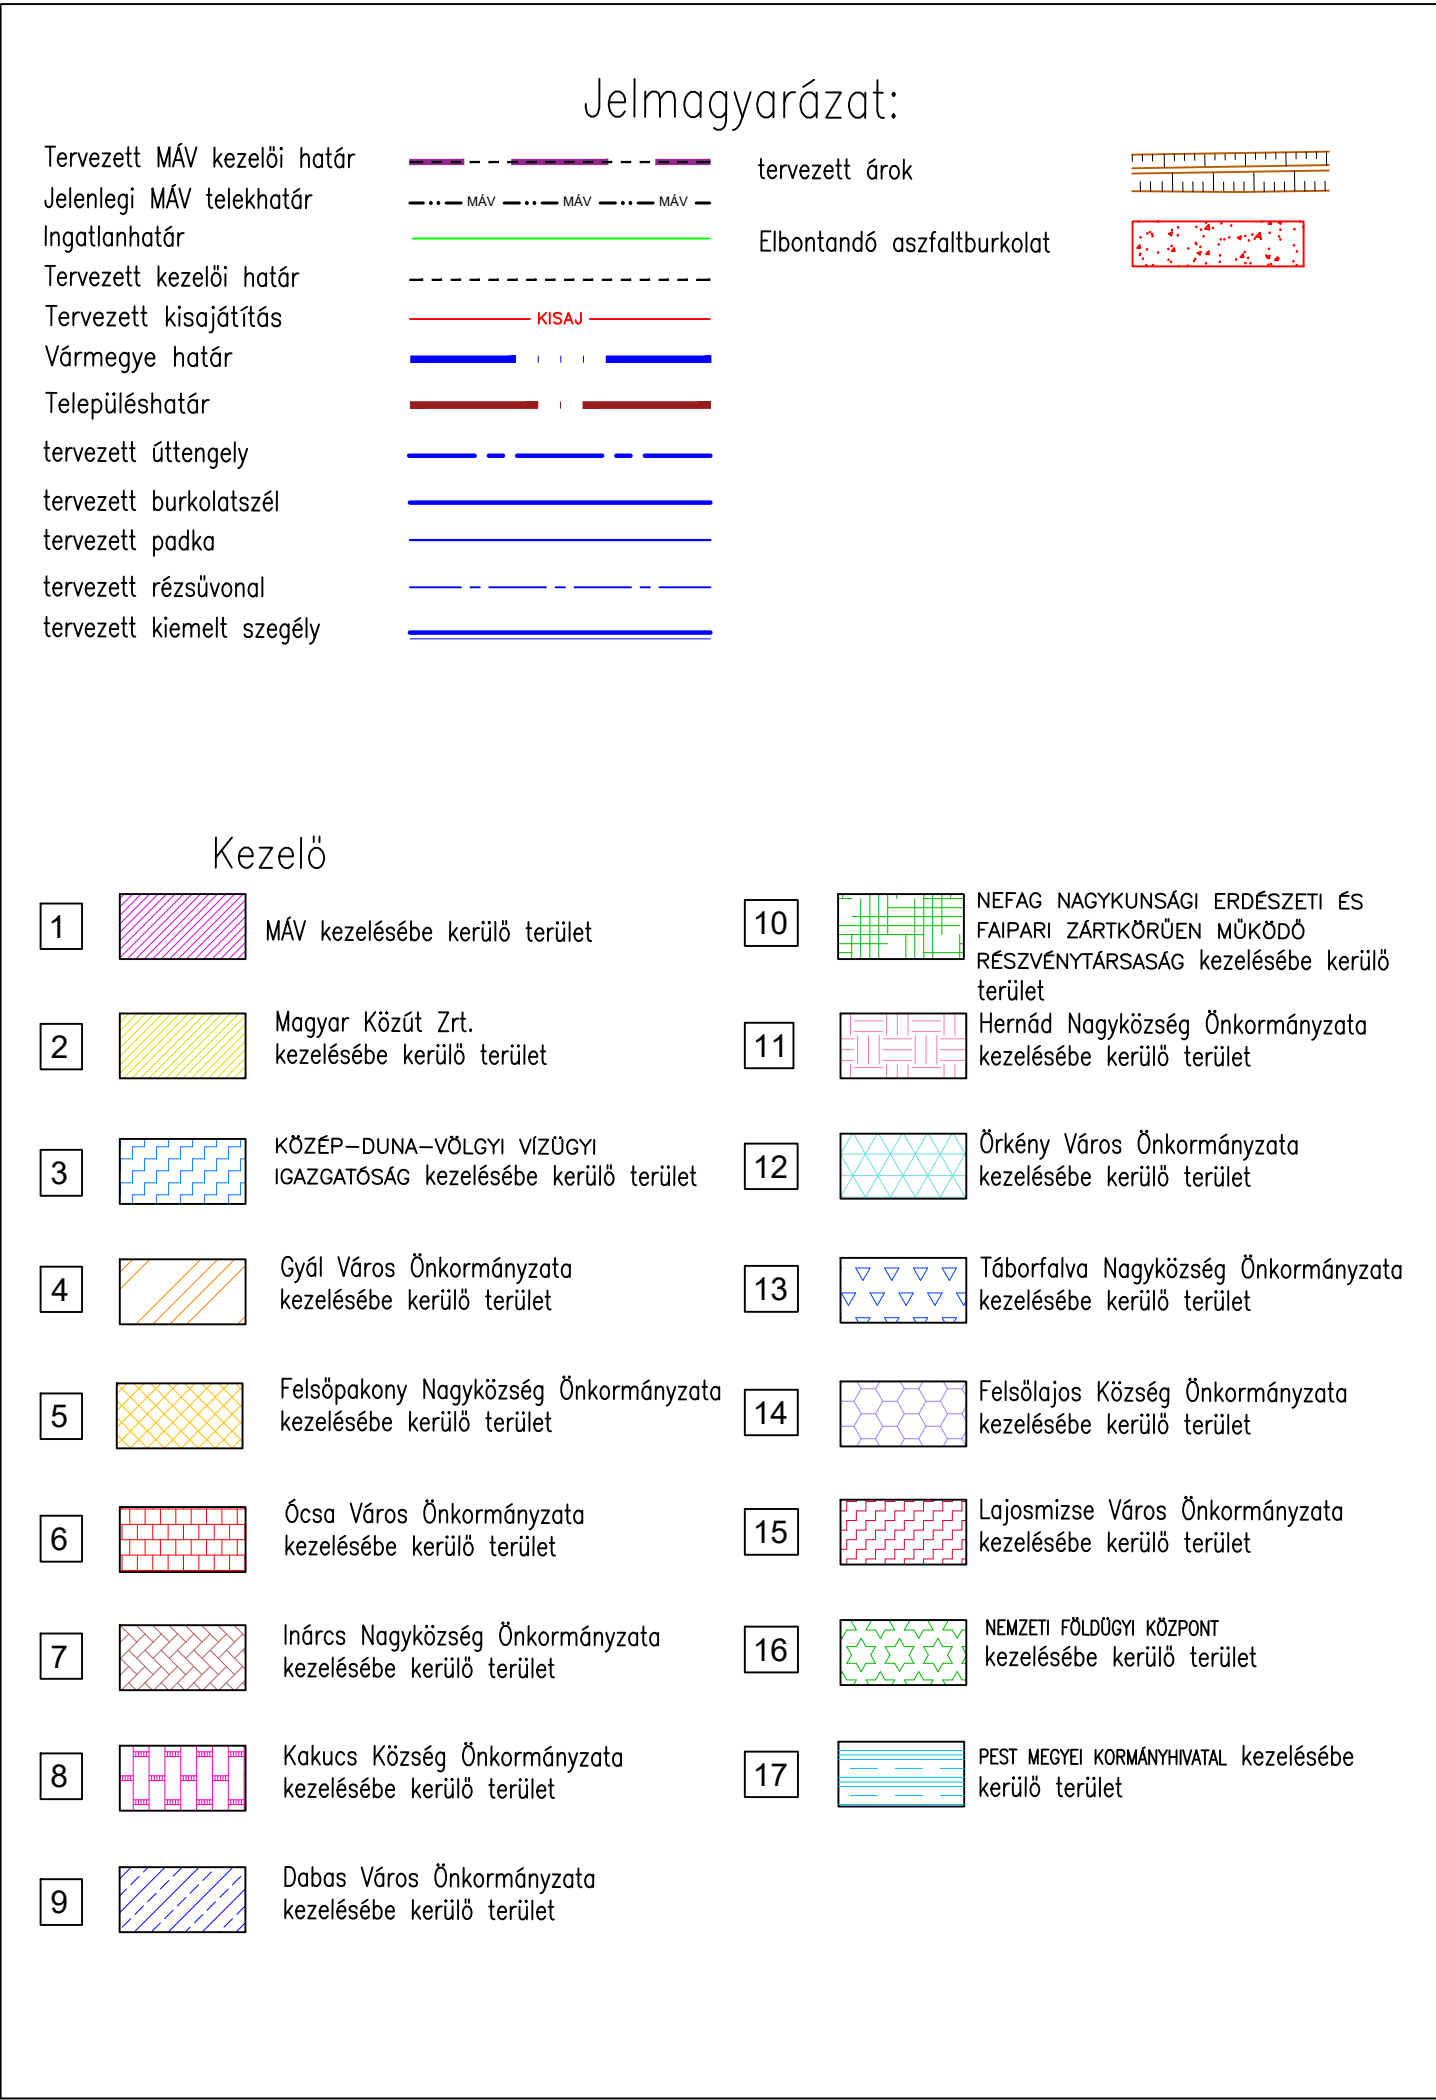 Jelmagyarázat:
Tervezett MÁV kezelői határ
Jelenlegi MÁV telekhatár
MÁV MÁV MÁV
Ingatlanhatár
Tervezett kezelői határ
Tervezett kisajátítás
KISAJ
Vármegye határ
Településhatár
tervezett úttengely
tervezett burkolatszél
tervezett padka
tervezett rézsűvonal
tervezett kiemelt szegély
tervezett árok
Elbontandó aszfaltburkolat
Kezelő
1
MÁV kezelésébe kerülő terület
2
Magyar Közút Zrt.
kezelésébe kerülő terület
3
KÖZÉP-DUNA-VÖLGYI VÍZÜGYI
IGAZGATÓSÁG kezelésébe kerülő terület
4
Gyál Város Önkormányzata
kezelésébe kerülő terület
5
Felsőpakony Nagyközség Önkormányzata
kezelésébe kerülő terület
6
Ócsa Város Önkormányzata
kezelésébe kerülő terület
7
Inárcs Nagyközség Önkormányzata
kezelésébe kerülő terület
8
Kakucs Község Önkormányzata
kezelésébe kerülő terület
9
Dabas Város Önkormányzata
kezelésébe kerülő terület
10
NEFAG NAGYKUNSÁGI ERDÉSZETI ÉS
FAIPARI ZÁRTKÖRŰEN MŰKÖDŐ
RÉSZVÉNYTÁRSASÁG kezelésébe kerülő
terület
11
Hernád Nagyközség Önkormányzata
kezelésébe kerülő terület
12
Örkény Város Önkormányzata
kezelésébe kerülő terület
13
Táborfalva Nagyközség Önkormányzata
kezelésébe kerülő terület
14
Felsőlajos Község Önkormányzata
kezelésébe kerülő terület
15
Lajosmizse Város Önkormányzata
kezelésébe kerülő terület
16
NEMZETI FÖLDÜGYI KÖZPONT
kezelésébe kerülő terület
17
PEST MEGYEI KORMÁNYHIVATAL kezelésébe
kerülő terület